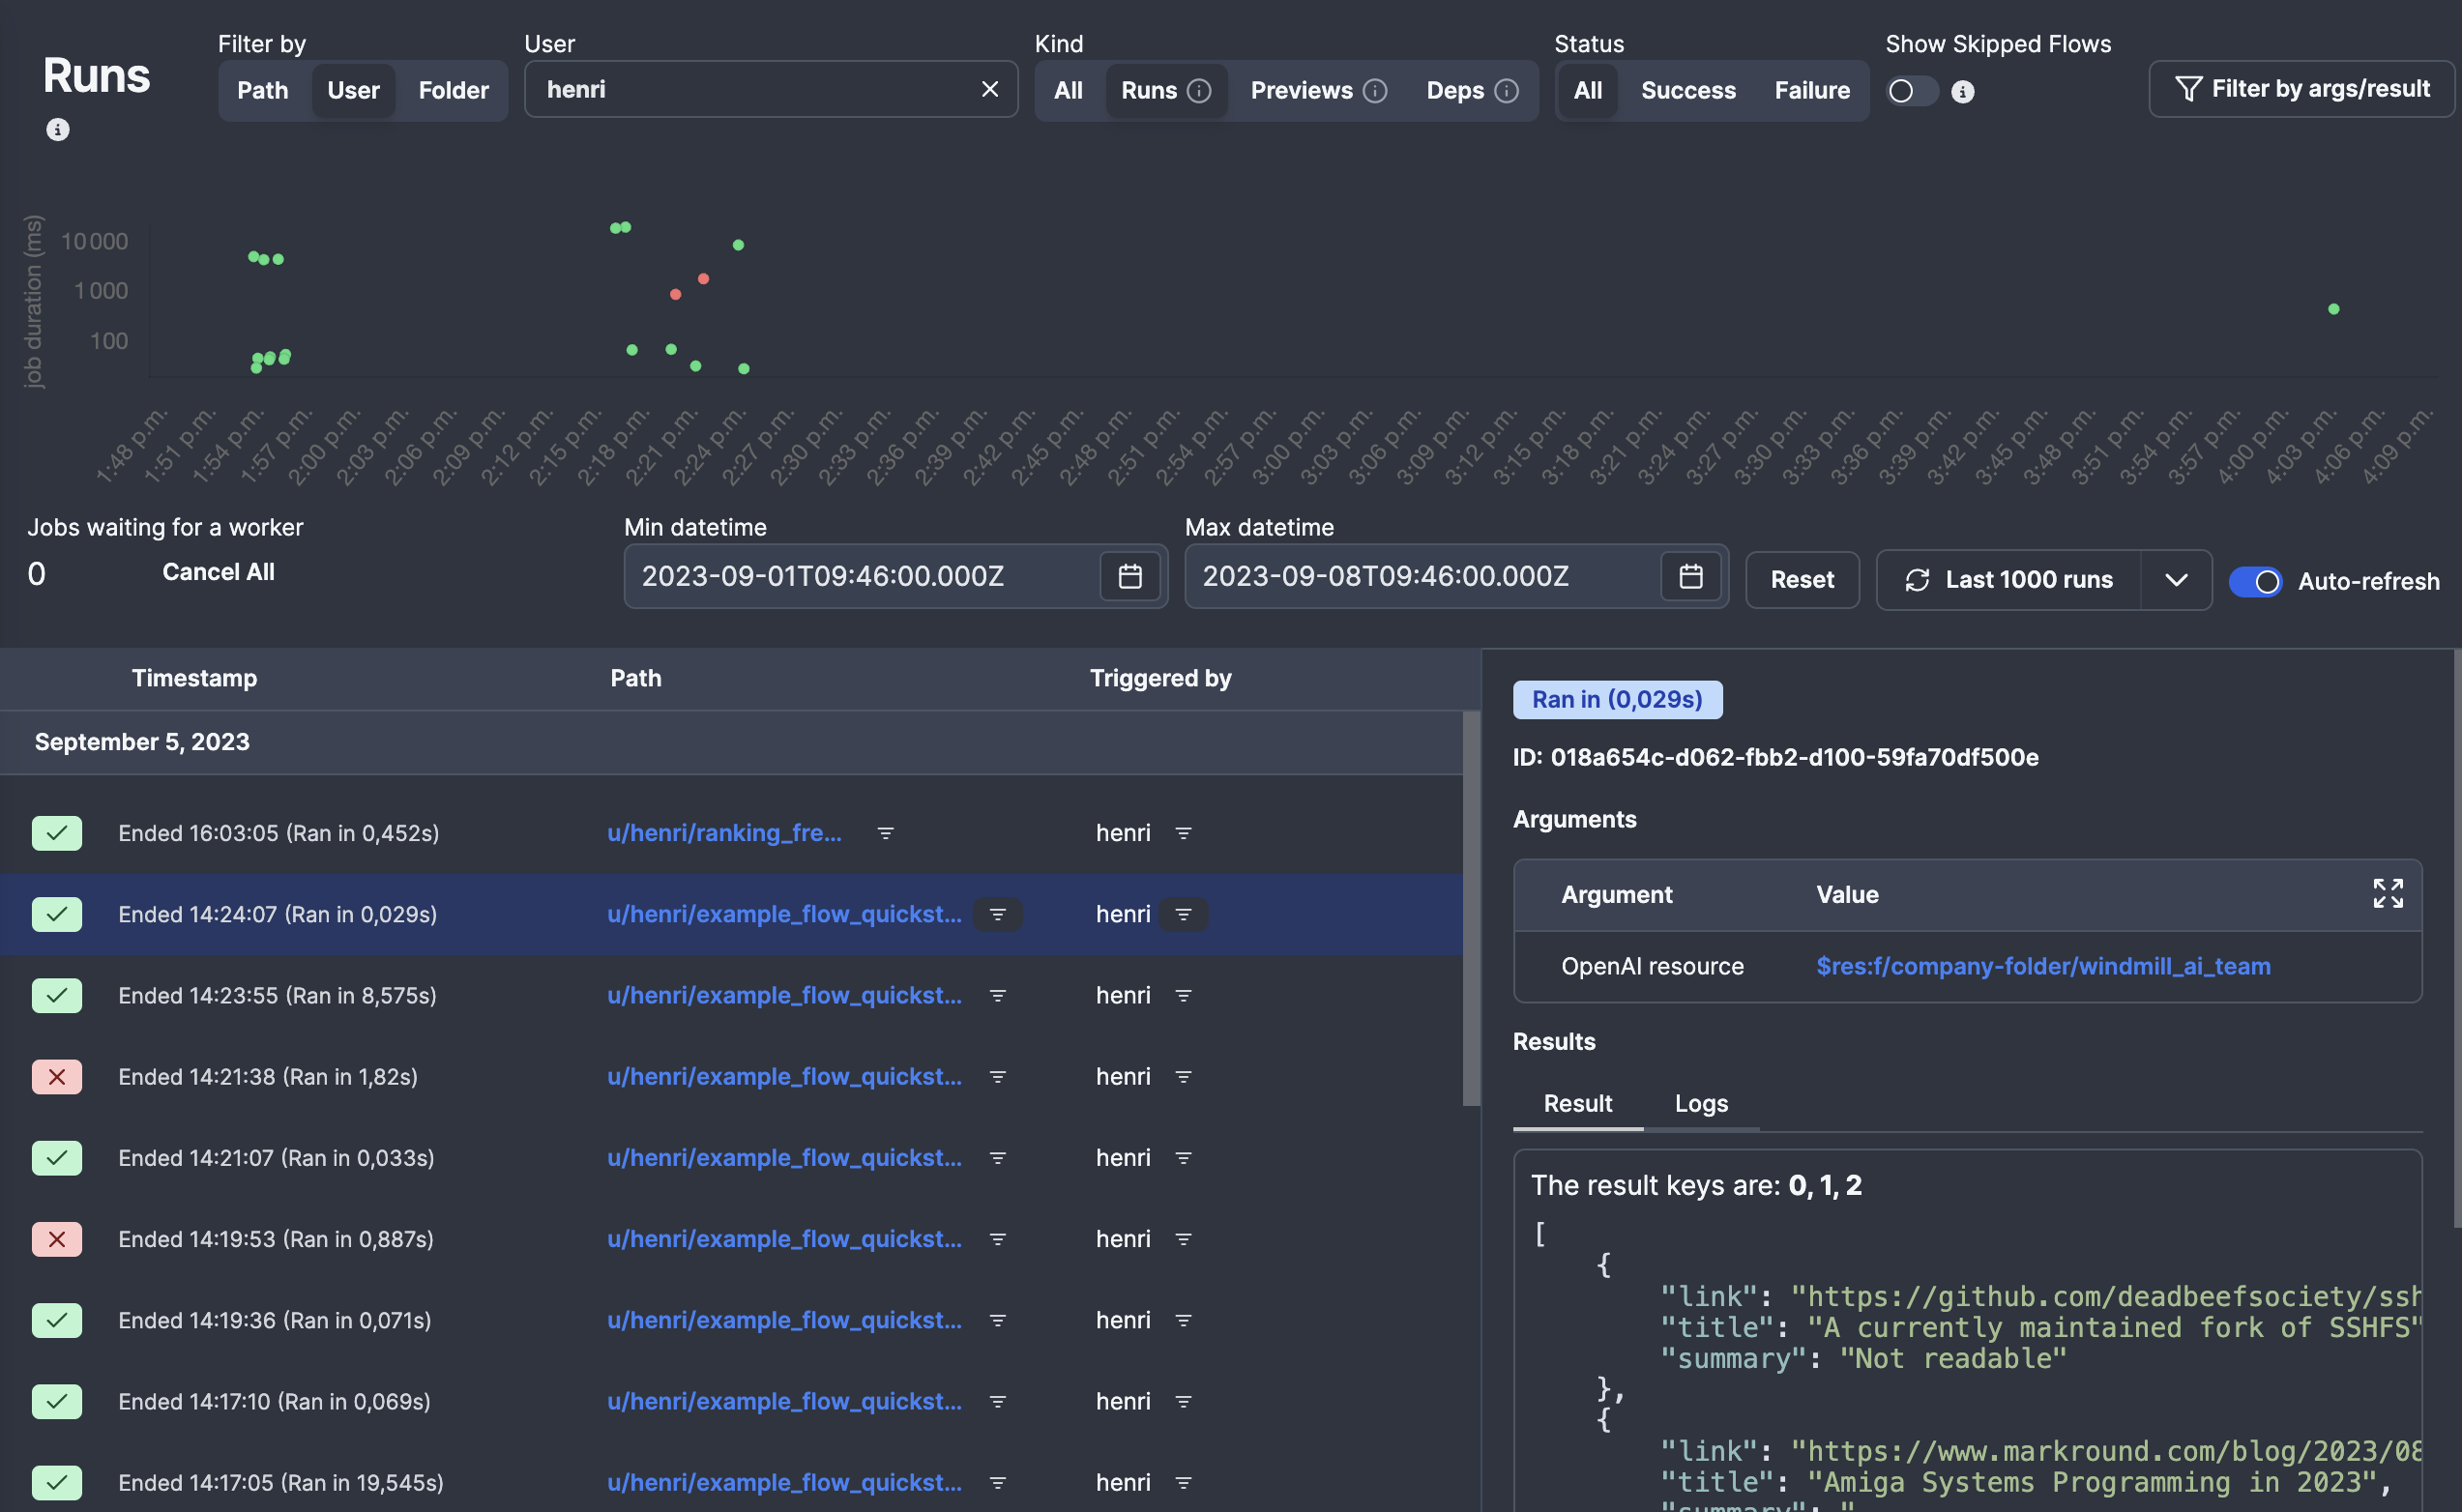 Runs
Filter by
Path User Folder
User
henri
Kind
All Runs Previews Deps
Status
All Success Failure
Show Skipped Flows
Filter by args/result
job duration (ms)
10 000
1 000
100
1:48 p.m. 1:51 p.m. 1:54 p.m. 1:57 p.m. 2:00 p.m. 2:03 p.m. 2:06 p.m. 2:09 p.m. 2:12 p.m. 2:15 p.m. 2:18 p.m. 2:21 p.m. 2:24 p.m. 2:27 p.m. 2:30 p.m. 2:33 p.m. 2:36 p.m. 2:39 p.m. 2:42 p.m. 2:45 p.m. 2:48 p.m. 2:51 p.m. 2:54 p.m. 2:57 p.m. 3:00 p.m. 3:03 p.m. 3:06 p.m. 3:09 p.m. 3:12 p.m. 3:15 p.m. 3:18 p.m. 3:21 p.m. 3:24 p.m. 3:27 p.m. 3:30 p.m. 3:33 p.m. 3:36 p.m. 3:39 p.m. 3:42 p.m. 3:45 p.m. 3:48 p.m. 3:51 p.m. 3:54 p.m. 3:57 p.m. 4:00 p.m. 4:03 p.m. 4:06 p.m. 4:09 p.m.
Jobs waiting for a worker
0 Cancel All
Min datetime
2023-09-01T09:46:00.000Z
Max datetime
2023-09-08T09:46:00.000Z
Reset
Last 1000 runs
Auto-refresh
Timestamp Path Triggered by
September 5, 2023
Ended 16:03:05 (Ran in 0,452s) u/henri/ranking_fre... henri
Ended 14:24:07 (Ran in 0,029s) u/henri/example_flow_quickst... henri
Ended 14:23:55 (Ran in 8,575s) u/henri/example_flow_quickst... henri
Ended 14:21:38 (Ran in 1,82s) u/henri/example_flow_quickst... henri
Ended 14:21:07 (Ran in 0,033s) u/henri/example_flow_quickst... henri
Ended 14:19:53 (Ran in 0,887s) u/henri/example_flow_quickst... henri
Ended 14:19:36 (Ran in 0,071s) u/henri/example_flow_quickst... henri
Ended 14:17:10 (Ran in 0,069s) u/henri/example_flow_quickst... henri
Ended 14:17:05 (Ran in 19,545s) u/henri/example_flow_quickst... henri
Ran in (0,029s)
ID: 018a654c-d062-fbb2-d100-59fa70df500e
Arguments
Argument Value
OpenAI resource $res:f/company-folder/windmill_ai_team
Results
Result Logs
The result keys are: 0, 1, 2
[
{
"link": "https://github.com/deadbeefsociety/ssh
"title": "A currently maintained fork of SSHFS"
"summary": "Not readable"
},
{
"link": "https://www.markround.com/blog/2023/08
"title": "Amiga Systems Programming in 2023",